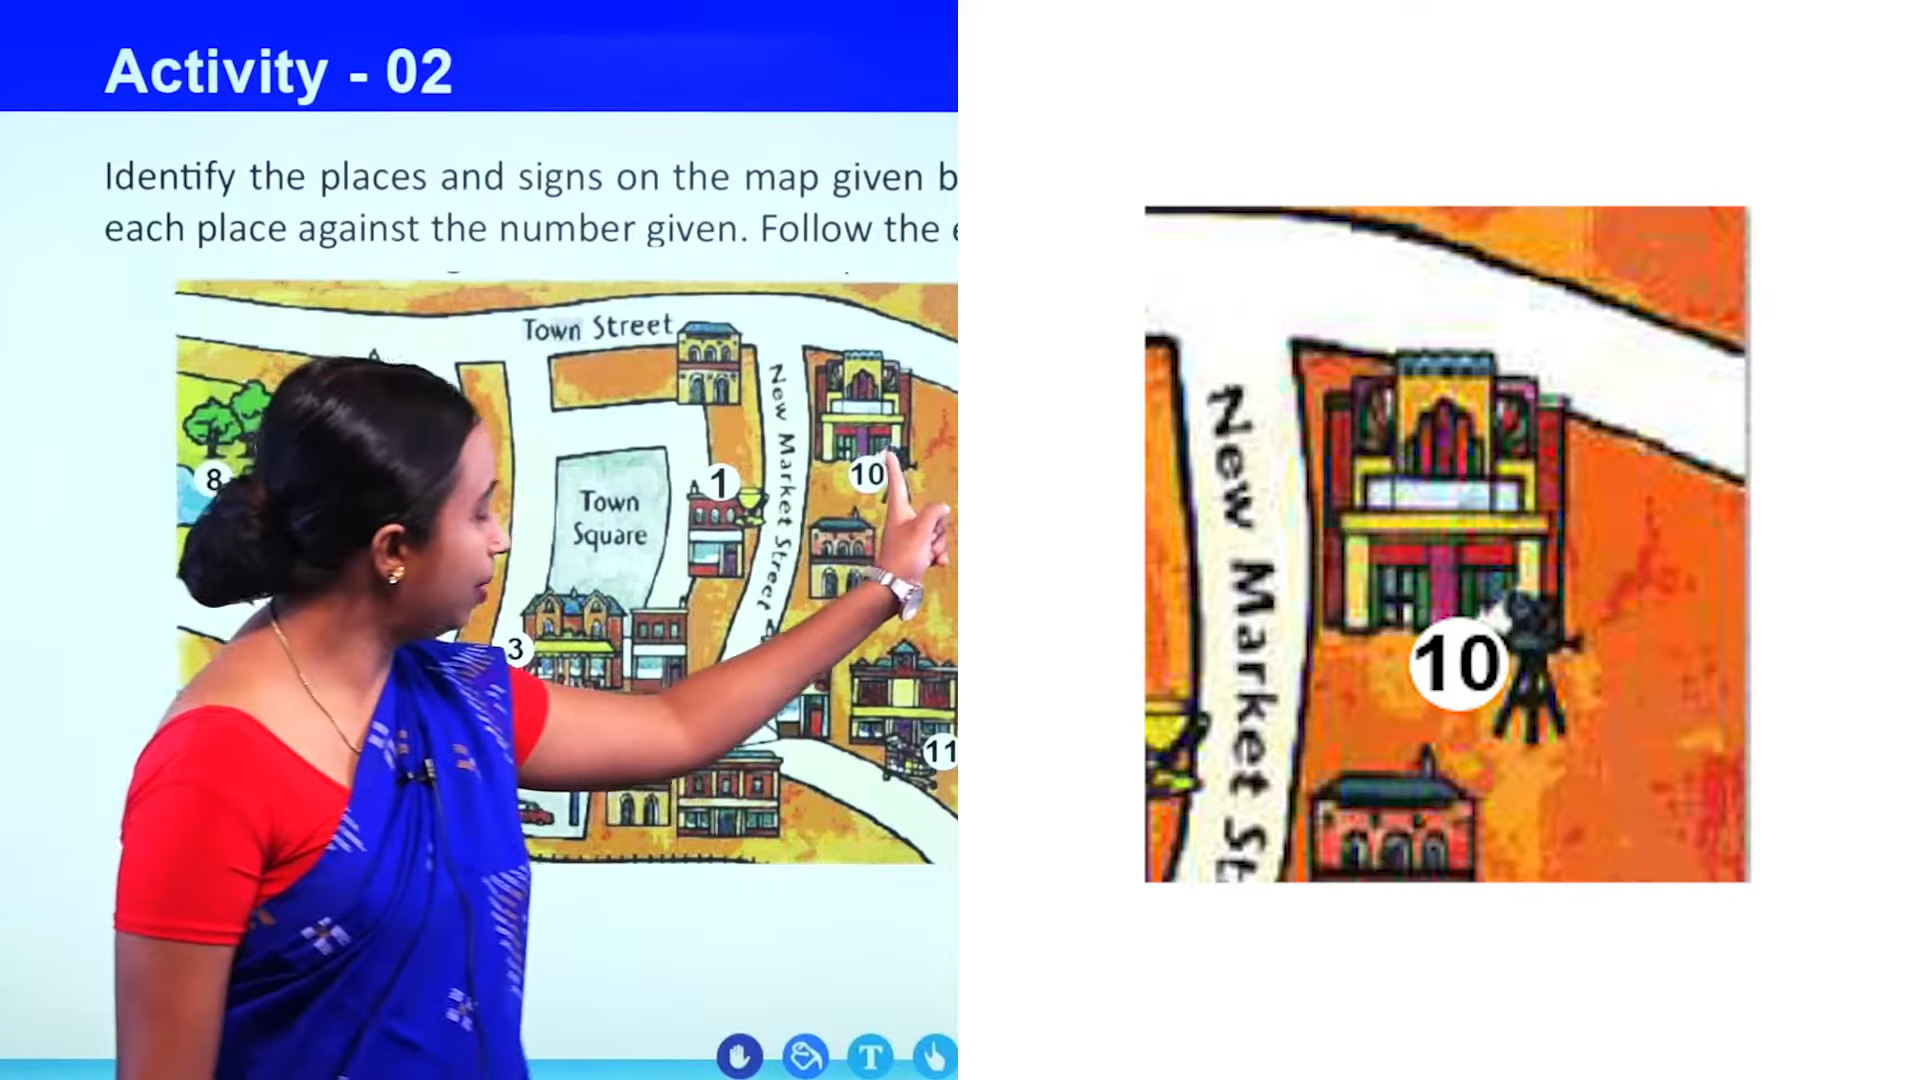 Activity - 02
Identify the places and signs on the map given b
each place against the number given. Follow the e
Town Street
New Market Street
8
1
10
Town
Square
3
11
T
New Market St
10